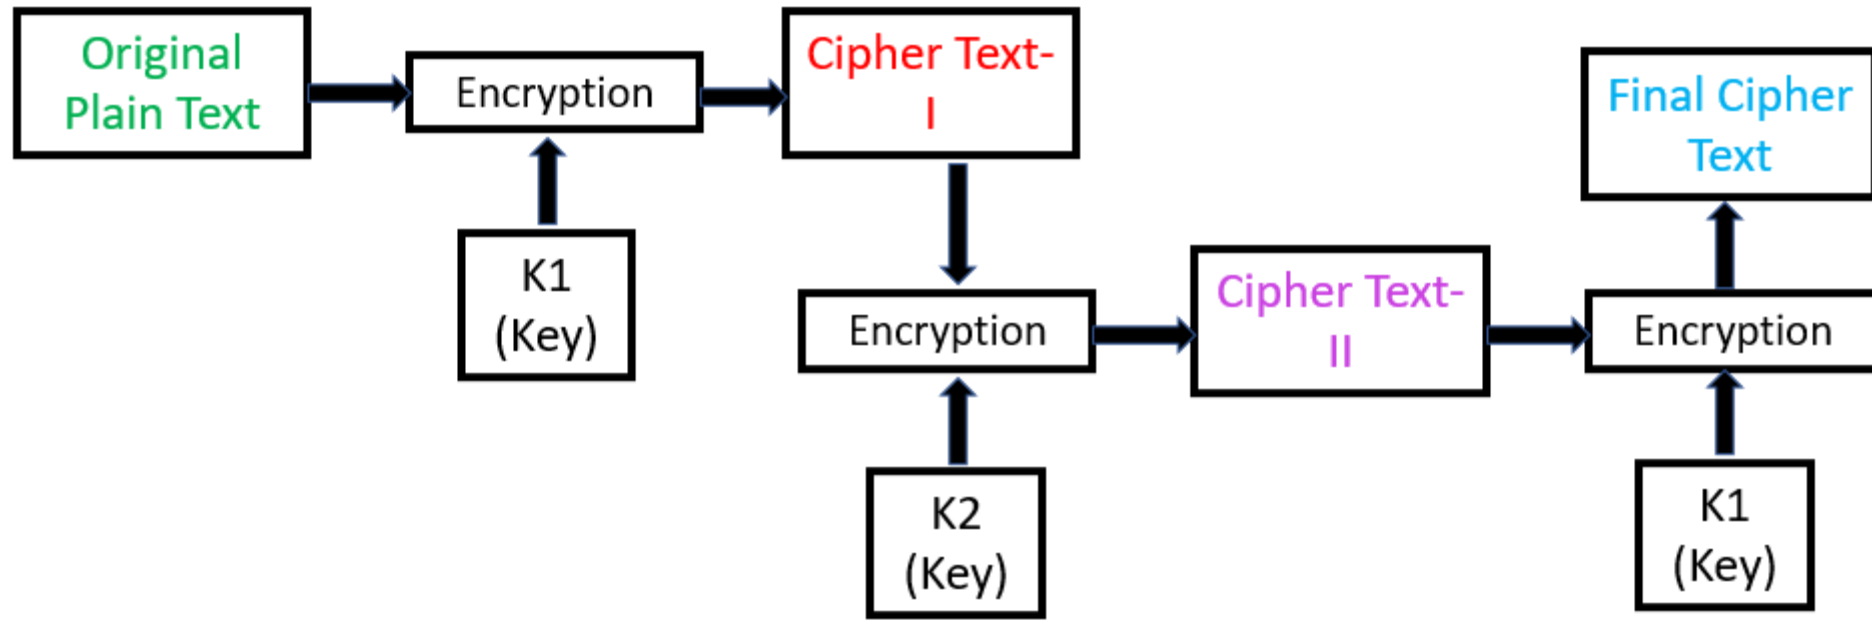 Original
Plain Text
Encryption
K1
(Key)
Cipher Text-
I
Encryption
K2
(Key)
Cipher Text-
II
Encryption
K1
(Key)
Final Cipher
Text